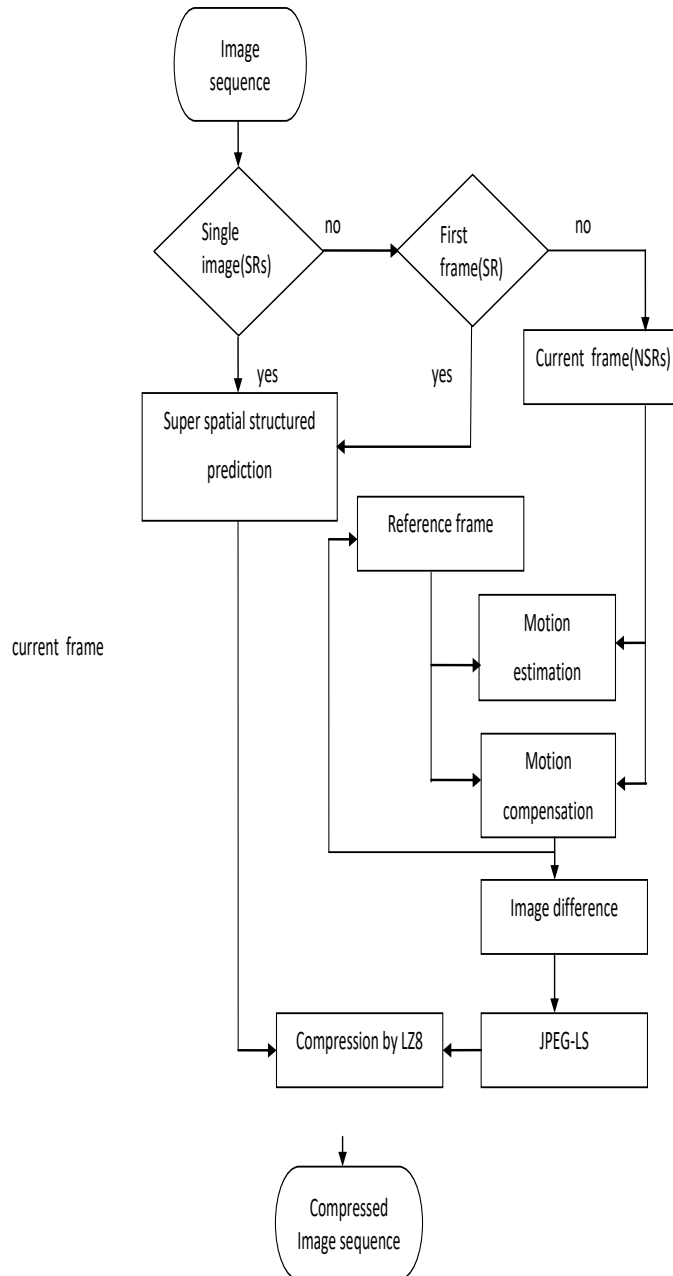 Image
sequence
Single
image(SRs)
no
First
frame(SR)
no
yes
yes
Current frame(NSRs)
Super spatial structured
prediction
Reference frame
current frame
Motion
estimation
Motion
compensation
Image difference
Compression by LZ8
JPEG-LS
Compressed
Image sequence